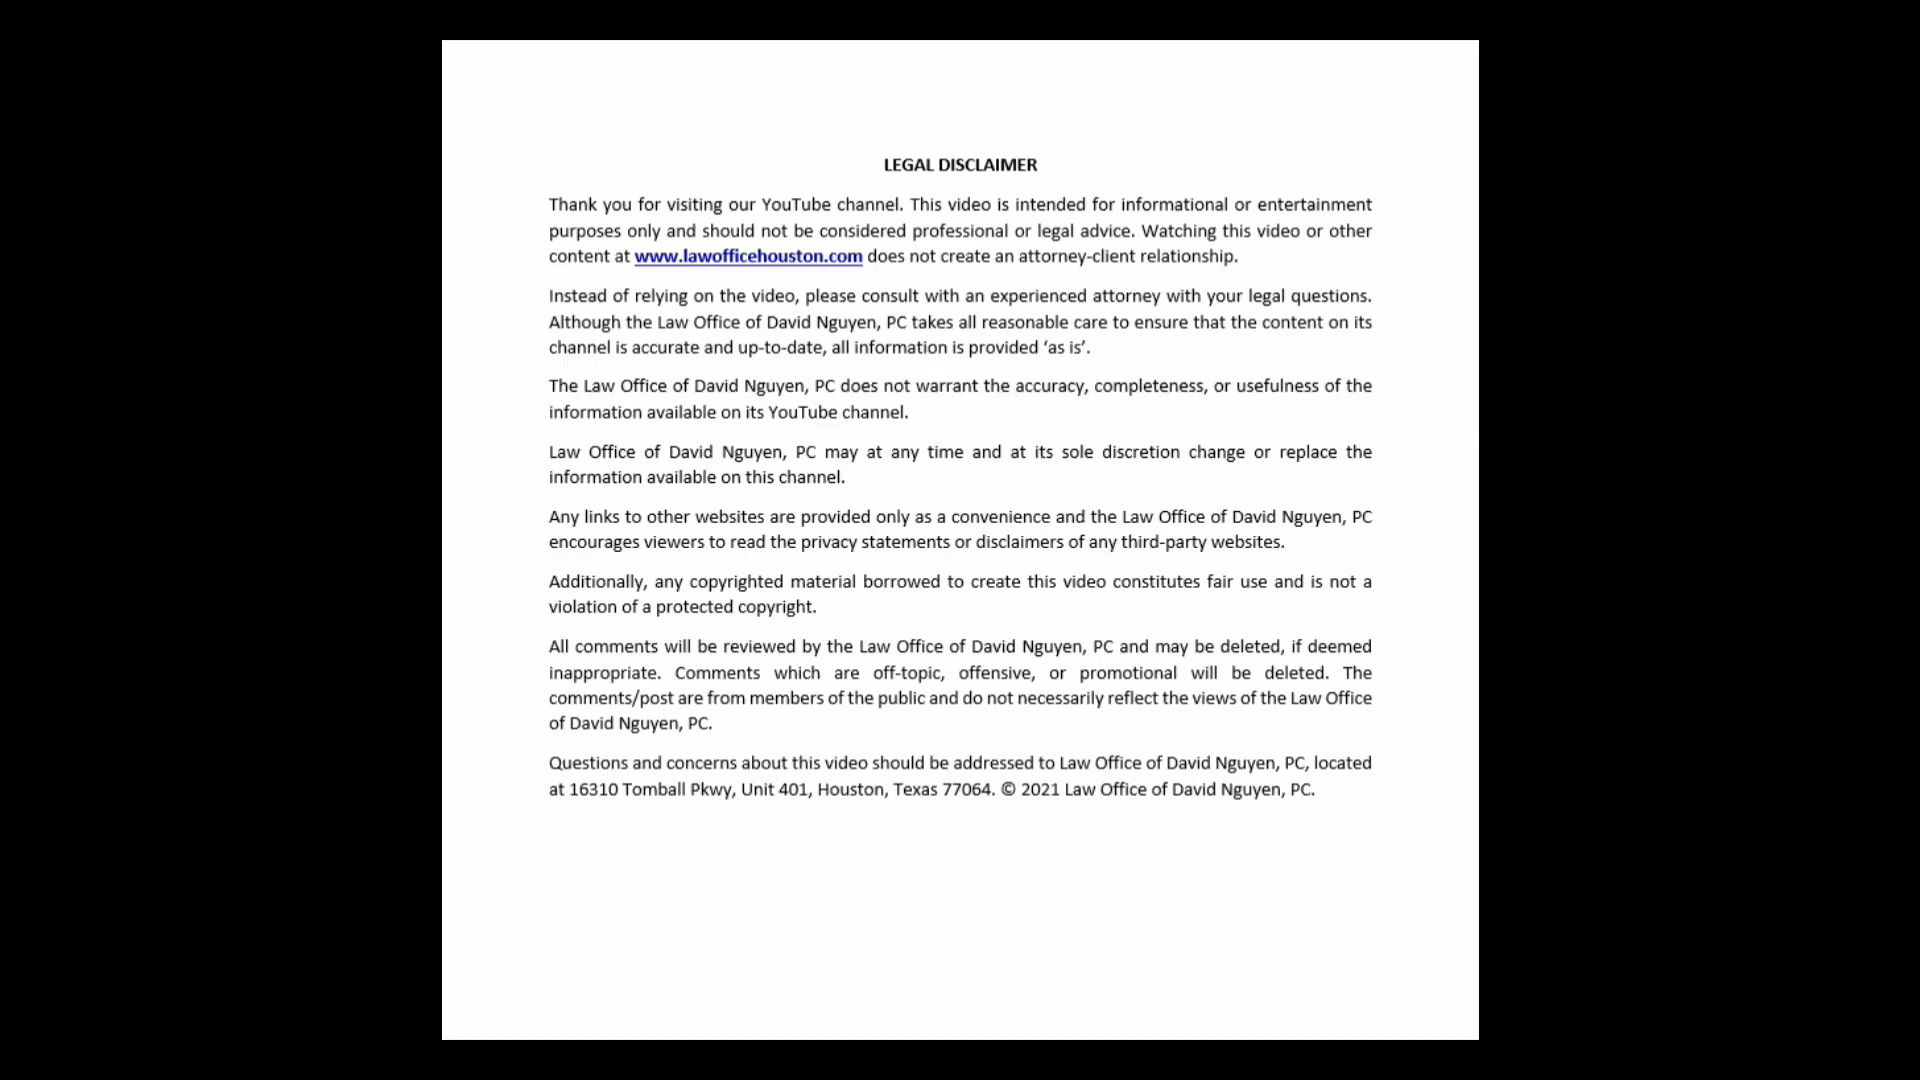 LEGAL DISCLAIMER
Thank you for visiting our YouTube channel. This video is intended for informational or entertainment
purposes only and should not be considered professional or legal advice. Watching this video or other
content at www.lawofficehouston.com does not create an attorney-client relationship.
Instead of relying on the video, please consult with an experienced attorney with your legal questions.
Although the Law Office of David Nguyen, PC takes all reasonable care to ensure that the content on its
channel is accurate and up-to-date, all information is provided ‘as is’.
The Law Office of David Nguyen, PC does not warrant the accuracy, completeness, or usefulness of the
information available on its YouTube channel.
Law Office of David Nguyen, PC may at any time and at its sole discretion change or replace the
information available on this channel.
Any links to other websites are provided only as a convenience and the Law Office of David Nguyen, PC
encourages viewers to read the privacy statements or disclaimers of any third-party websites.
Additionally, any copyrighted material borrowed to create this video constitutes fair use and is not a
violation of a protected copyright.
All comments will be reviewed by the Law Office of David Nguyen, PC and may be deleted, if deemed
inappropriate. Comments which are off-topic, offensive, or promotional will be deleted. The
comments/post are from members of the public and do not necessarily reflect the views of the Law Office
of David Nguyen, PC.
Questions and concerns about this video should be addressed to Law Office of David Nguyen, PC, located
at 16310 Tomball Pkwy, Unit 401, Houston, Texas 77064. © 2021 Law Office of David Nguyen, PC.